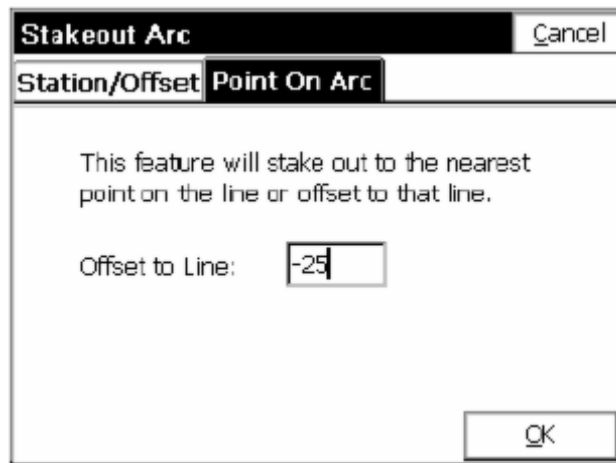 Stakeout Arc
Cancel
Station/Offset Point On Arc
This feature will stake out to the nearest
point on the line or offset to that line.
Offset to Line: -25
OK